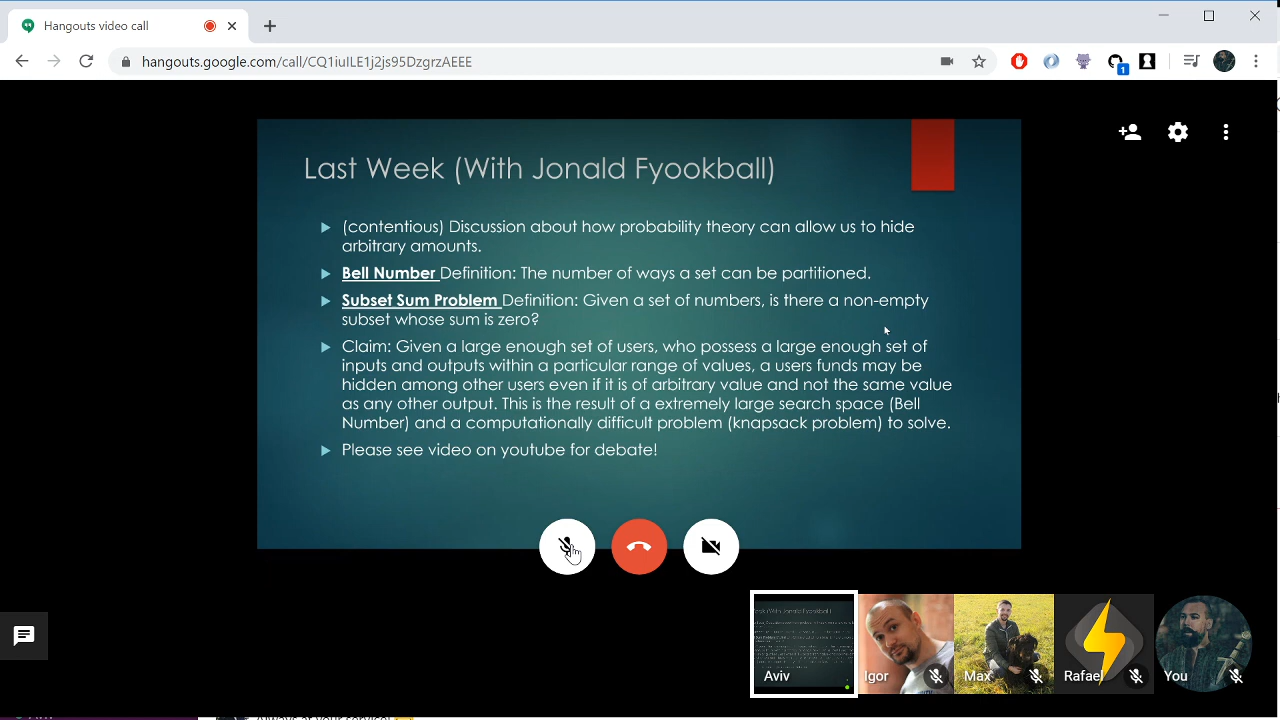 Hangouts video call
hangouts.google.com/call/CQ1iuILE1j2js95DzgrzAEEE
1
Last Week (With Jonald Fyookball)
(contentious) Discussion about how probability theory can allow us to hide
arbitrary amounts.
Bell Number Definition: The number of ways a set can be partitioned.
Subset Sum Problem Definition: Given a set of numbers, is there a non-empty
subset whose sum is zero?
Claim: Given a large enough set of users, who possess a large enough set of
inputs and outputs within a particular range of values, a users funds may be
hidden among other users even if it is of arbitrary value and not the same value
as any other output. This is the result of a extremely large search space (Bell
Number) and a computationally difficult problem (knapsack problem) to solve.
Please see video on youtube for debate!
Aviv
Igor
Max
Rafael
You